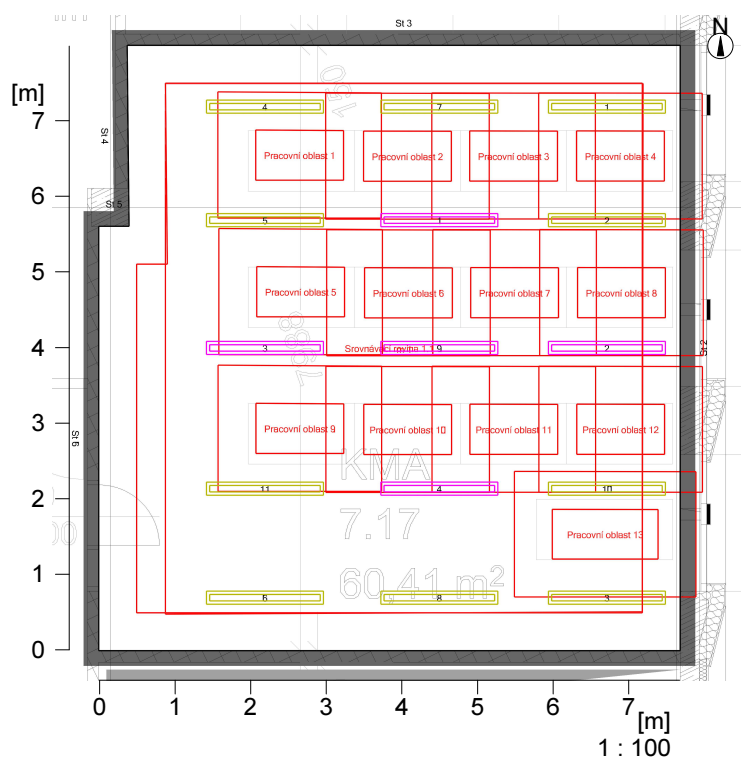 St 3
N
[m]
7
6
5
4
3
2
1
0
St 4
St 5
St 6
St 2
1150
4
7
1
Pracovní oblast 1
Pracovní oblast 2
Pracovní oblast 3
Pracovní oblast 4
5
1
2
Pracovní oblast 5
Pracovní oblast 6
Pracovní oblast 7
Pracovní oblast 8
7988
3
Srovnávací rovina 1.1
9
2
Pracovní oblast 9
Pracovní oblast 10
Pracovní oblast 11
Pracovní oblast 12
KMA
11
4
10
7.17
Pracovní oblast 13
60,41 m²
6
8
3
0
1
2
3
4
5
6
7
[m]
1 : 100